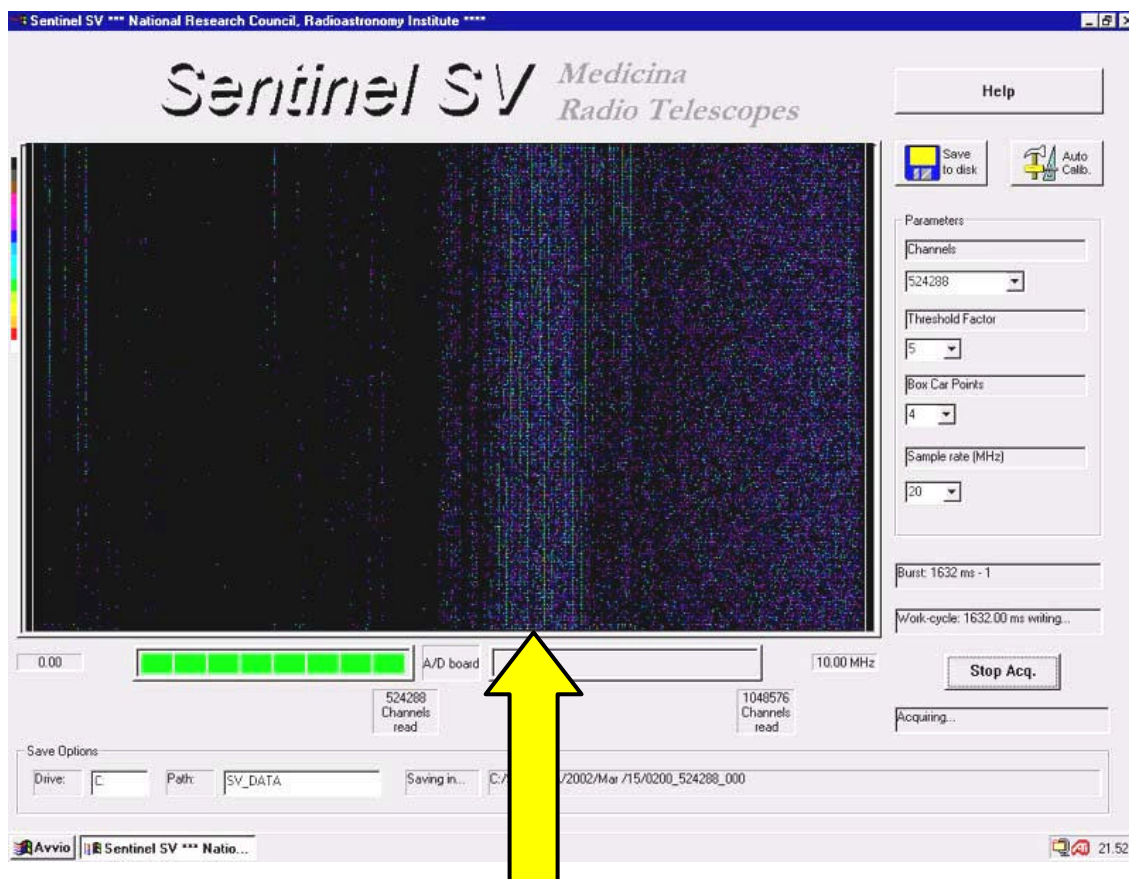 Sentinel SV *** National Research Council, Radioastronomy Institute ****
Sentinel SV
Medicina
Radio Telescopes
Help
Save
to disk
Auto
Calib.
Parameters
Channels
524288
Threshold Factor
5
Box Car Points
4
Sample rate (MHz)
20
Burst: 1632 ms - 1
Work-cycle: 1632.00 ms writing...
0.00
A/D board
10.00 MHz
Stop Acq.
524288
Channels
read
1048576
Channels
read
Acquiring...
Save Options
Drive:
C:
Path:
SV_DATA
Saving in...
/2002/Mar /15/0200_524288_000
Avvio
Sentinel SV *** Natio...
21.52